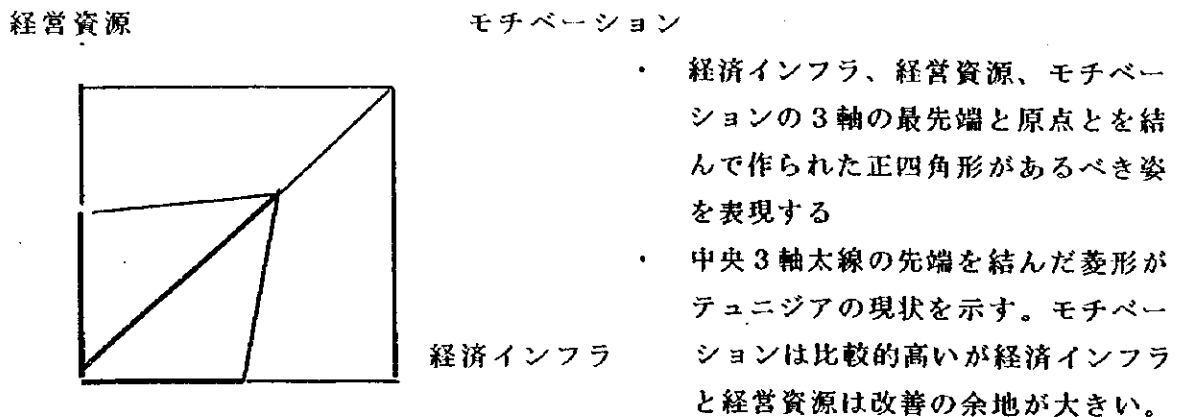 経営資源
モチベーション
・ 経済インフラ、経営資源、モチベー
ションの3軸の最先端と原点とを結
んで作られた正四角形があるべき姿
を表現する
・ 中央3軸太線の先端を結んだ菱形が
テュニジアの現状を示す。モチベー
ションは比較的高いが経済インフラ
と経営資源は改善の余地が大きい。
経済インフラ